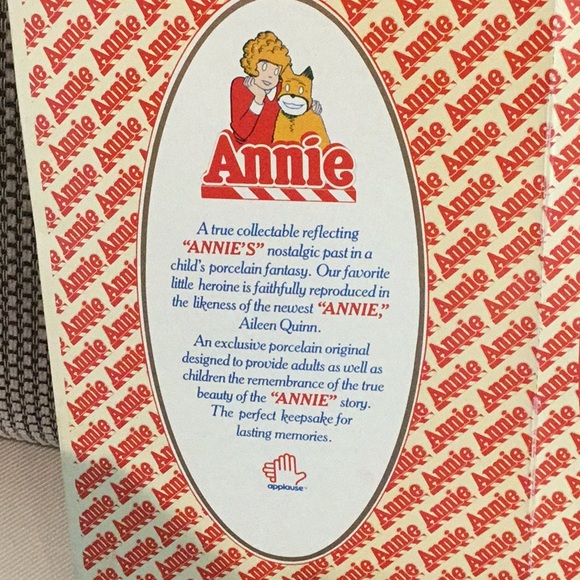 Annie
A true collectable reflecting
"ANNIE'S" nostalgic past in a
child's porcelain fantasy. Our favorite
little heroine is faithfully reproduced in
the likeness of the newest "ANNIE,"
Aileen Quinn.
An exclusive porcelain original
designed to provide adults as well as
children the remembrance of the true
beauty of the "ANNIE" story.
The perfect keepsake for
lasting memories.
applause™